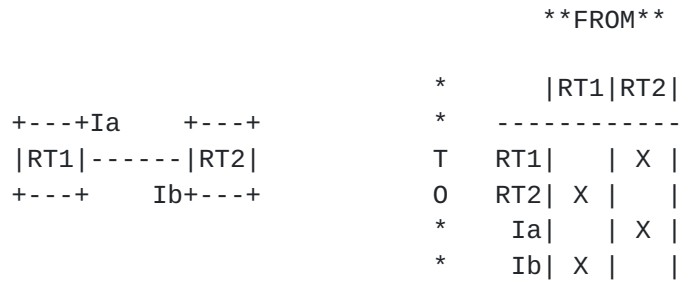 **FROM**

                                           *      |RT1|RT2|
+---+Ia    +---+                           *   ------------
|RT1|------|RT2|                           T   RT1|   | X |
+---+    Ib+---+                           O   RT2| X |   |
                                           *    Ia|   | X |
                                           *    Ib| X |   |